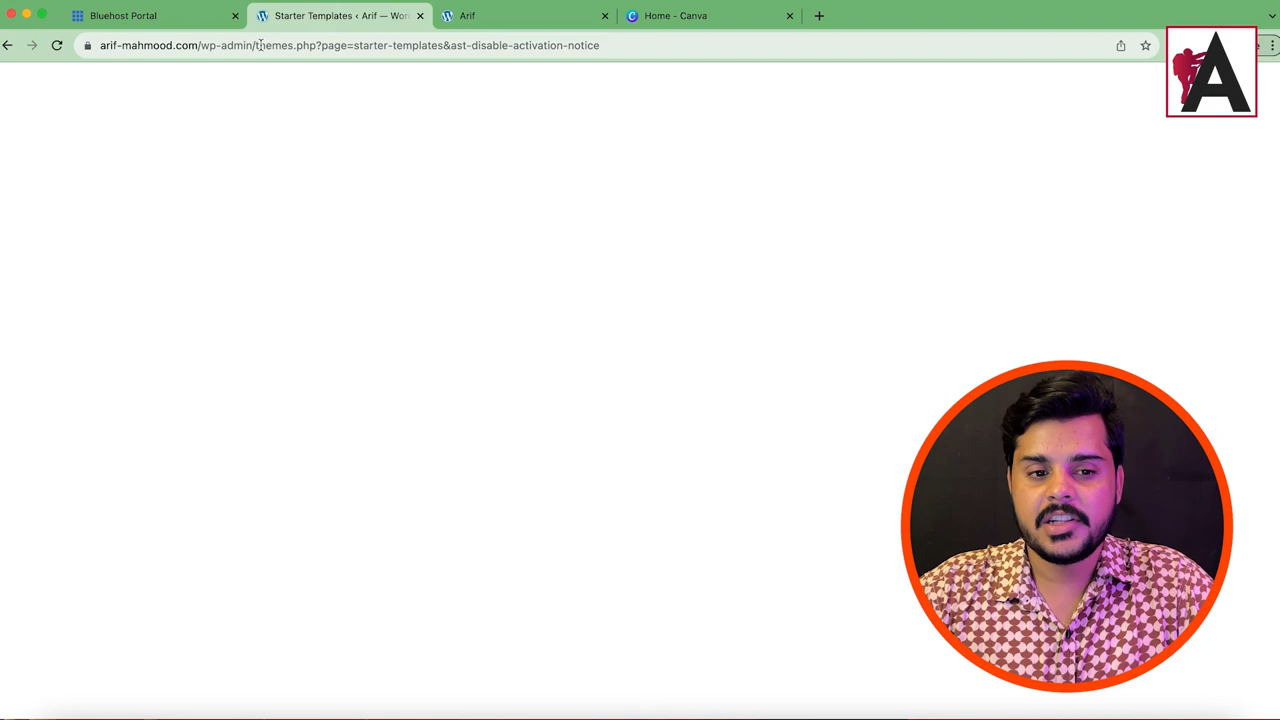 Bluehost Portal
Starter Templates ‹ Arif — Wor
Arif
Home - Canva
arif-mahmood.com/wp-admin/themes.php?page=starter-templates&ast-disable-activation-notice
A